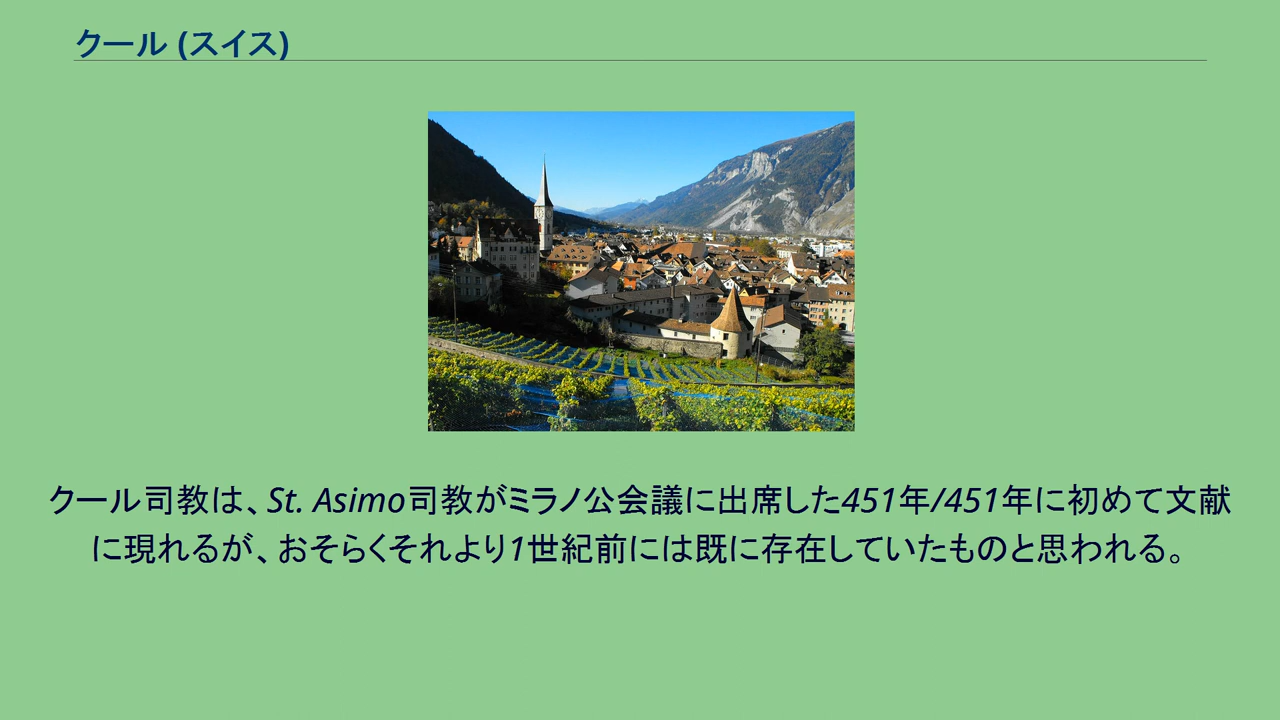 クール (スイス)
クール司教は、St. Asimo司教がミラノ公会議に出席した451年/451年に初めて文献
に現れるが、おそらくそれより1世紀前には既に存在していたものと思われる。